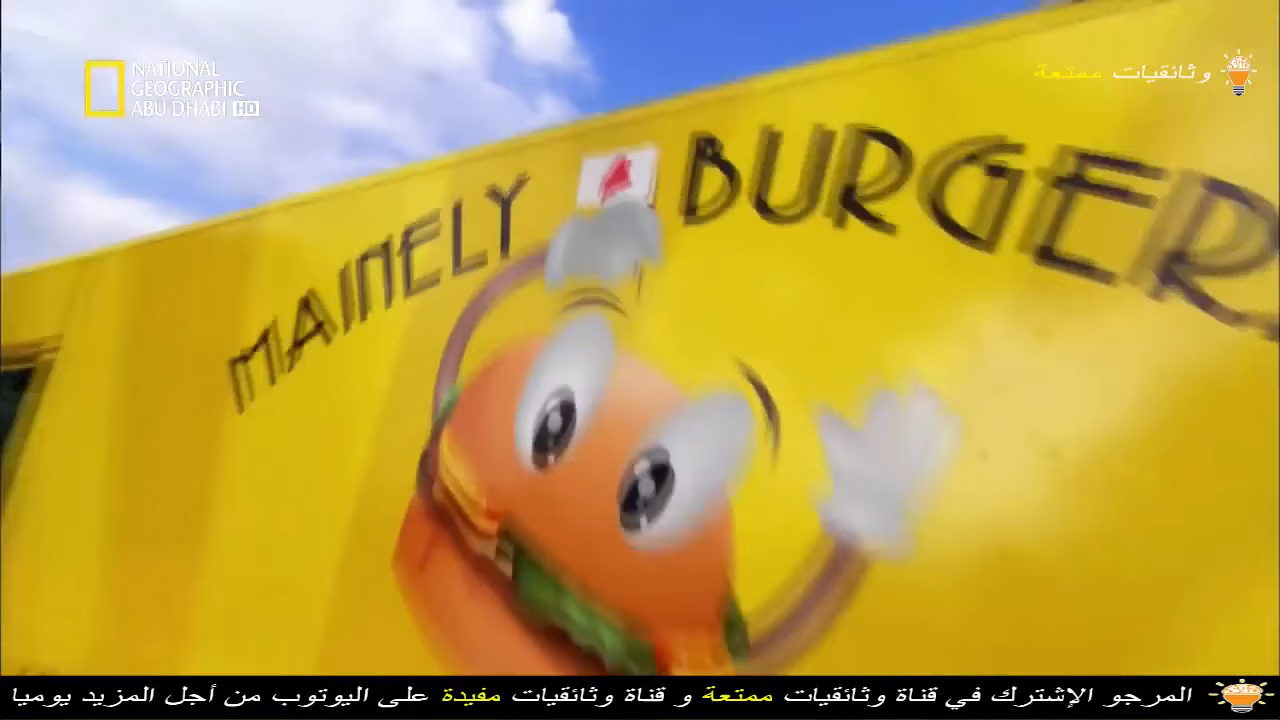 NATIONAL
GEOGRAPHIC
ABU DHABI HD
وثائقيات ممتعة
MAINELY BURGER
المرجو الإشترك في قناة وثائقيات ممتعة و قناة وثائقيات مفيدة على اليوتوب من أجل المزيد يوميا